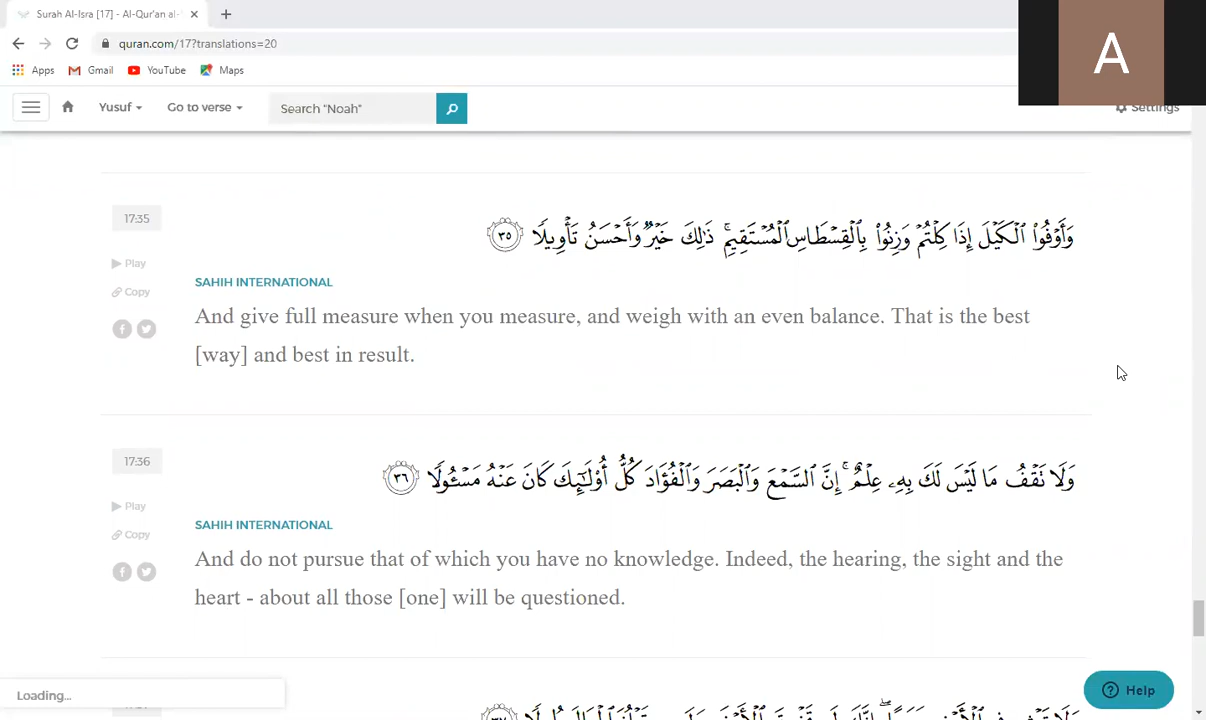 Surah Al-Isra [17] - Al-Qur'an al-
quran.com/17?translations=20
Apps Gmail YouTube Maps
A
Yusuf Go to verse Search "Noah" Settings
17:35
وَأَوْفُوا۟ ٱلْكَيْلَ إِذَا كِلْتُمْ وَزِنُوا۟ بِٱلْقِسْطَاسِ ٱلْمُسْتَقِيمِ ۚ ذَٰلِكَ خَيْرٌ وَأَحْسَنُ تَأْوِيلًا ٣٥
Play
SAHIH INTERNATIONAL
Copy
And give full measure when you measure, and weigh with an even balance. That is the best
[way] and best in result.
17:36
وَلَا تَقْفُ مَا لَيْسَ لَكَ بِهِۦ عِلْمٌ ۚ إِنَّ ٱلسَّمْعَ وَٱلْبَصَرَ وَٱلْفُؤَادَ كُلُّ أُو۟لَٰٓئِكَ كَانَ عَنْهُ مَسْـُٔولًا ٣٦
Play
SAHIH INTERNATIONAL
Copy
And do not pursue that of which you have no knowledge. Indeed, the hearing, the sight and the
heart - about all those [one] will be questioned.
Loading...
Help